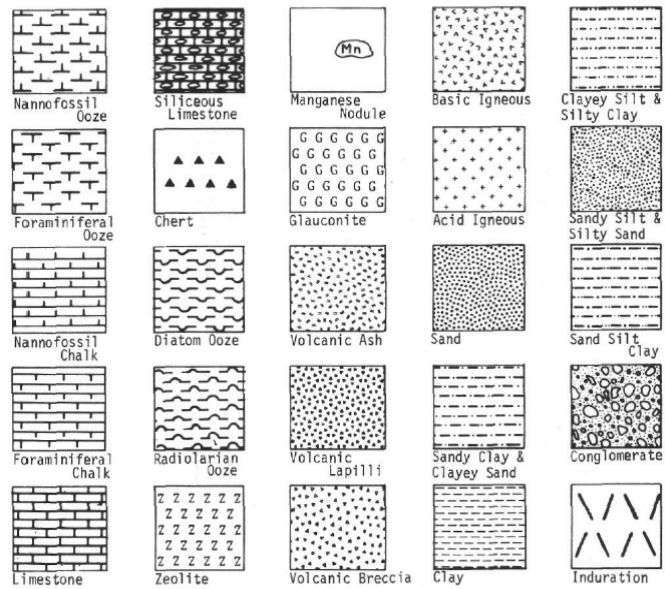 Nannofossil
Ooze
Siliceous
Limestone
Mn
Manganese
Nodule
Basic Igneous
Clayey Silt &
Silty Clay
Foraminiferal
Ooze
Chert
G G G G G G
G G G G G G
G G G G G
G G G G G G
G G G G G
Glauconite
Acid Igneous
Sandy Silt &
Silty Sand
Nannofossil
Chalk
Diatom Ooze
Volcanic Ash
Sand
Sand Silt
Clay
Foraminiferal
Chalk
Radiolarian
Ooze
Volcanic
Lapilli
Sandy Clay &
Clayey Sand
Conglomerate
Limestone
Z Z Z Z Z Z
Z Z Z Z Z
Z Z Z Z Z
Z Z Z Z Z
Z Z Z Z Z
Zeolite
Volcanic Breccia
Clay
Induration